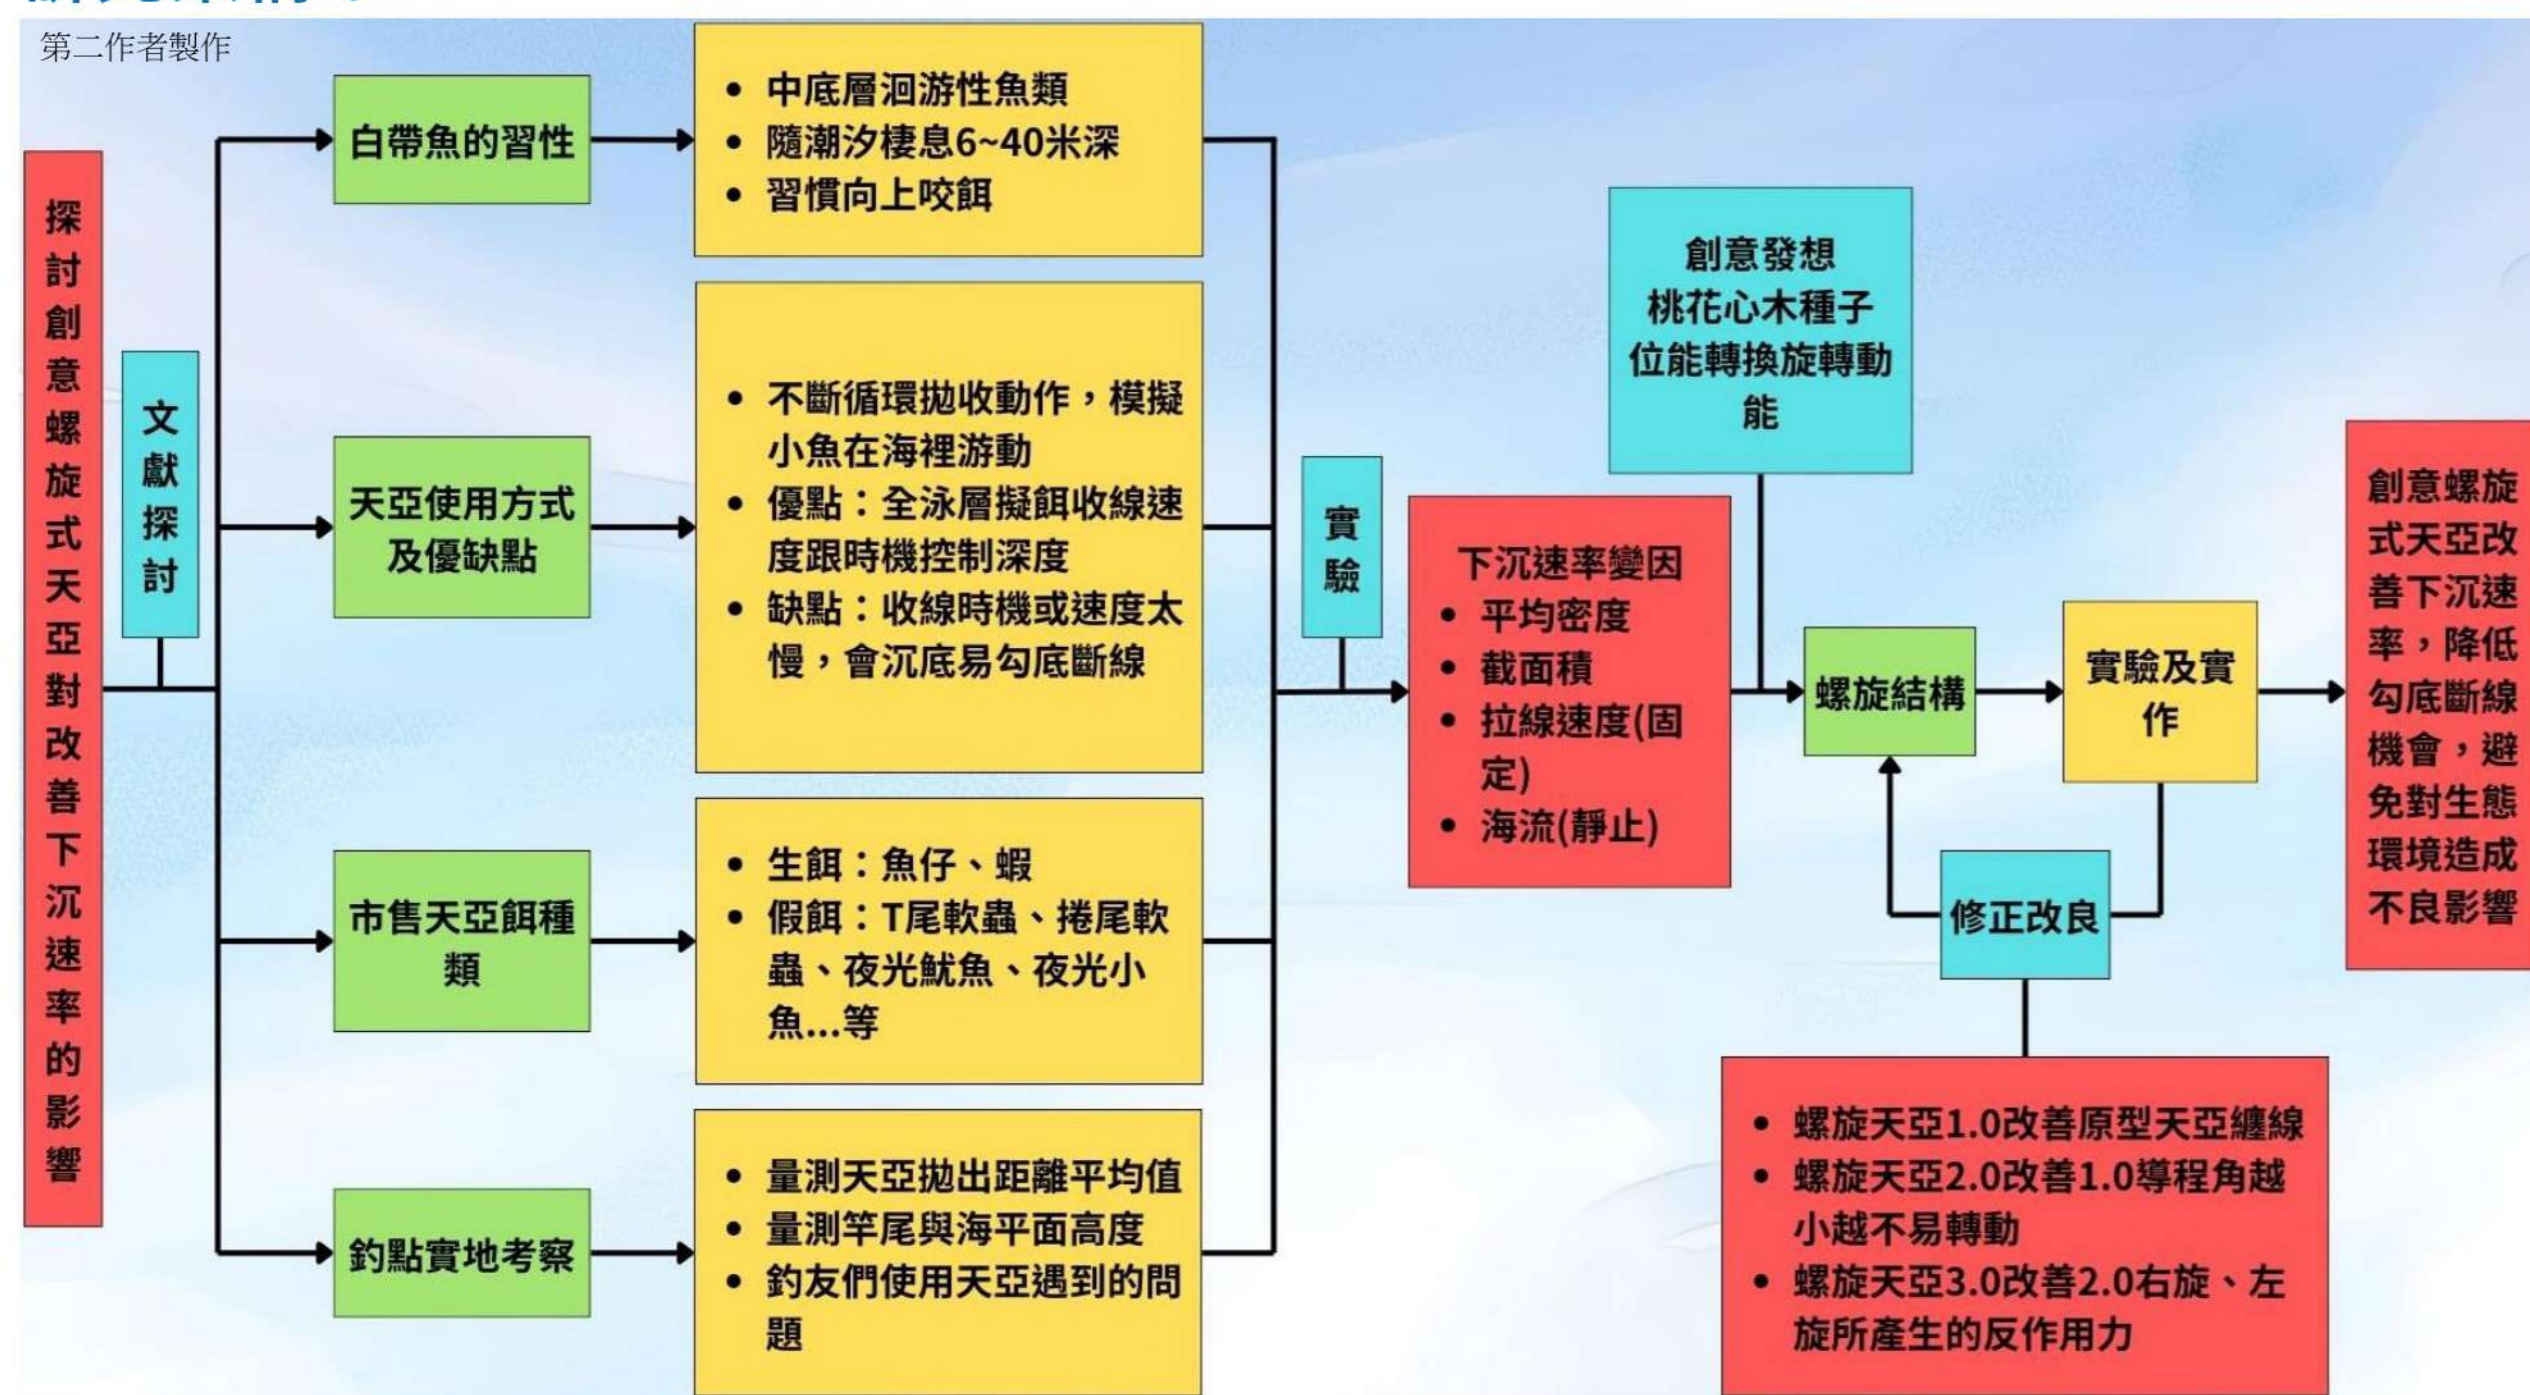 第二作者製作
探討創意螺旋式天亞對改善下沉速率的影響
文獻探討
白帶魚的習性
• 中底層洄游性魚類
• 隨潮汐棲息6~40米深
• 習慣向上咬餌
天亞使用方式
及優缺點
• 不斷循環拋收動作，模擬
小魚在海裡游動
• 優點：全泳層擬餌收線速
度跟時機控制深度
• 缺點：收線時機或速度太
慢，會沉底易勾底斷線
市售天亞餌種
類
• 生餌：魚仔、蝦
• 假餌：T尾軟蟲、捲尾軟
蟲、夜光魷魚、夜光小
魚...等
釣點實地考察
• 量測天亞拋出距離平均值
• 量測竿尾與海平面高度
• 釣友們使用天亞遇到的問
題
實驗
下沉速率變因
• 平均密度
• 截面積
• 拉線速度(固
定)
• 海流(靜止)
創意發想
桃花心木種子
位能轉換旋轉動
能
螺旋結構
實驗及實
作
修正改良
• 螺旋天亞1.0改善原型天亞纏線
• 螺旋天亞2.0改善1.0導程角越
小越不易轉動
• 螺旋天亞3.0改善2.0右旋、左
旋所產生的反作用力
創意螺旋
式天亞改
善下沉速
率，降低
勾底斷線
機會，避
免對生態
環境造成
不良影響